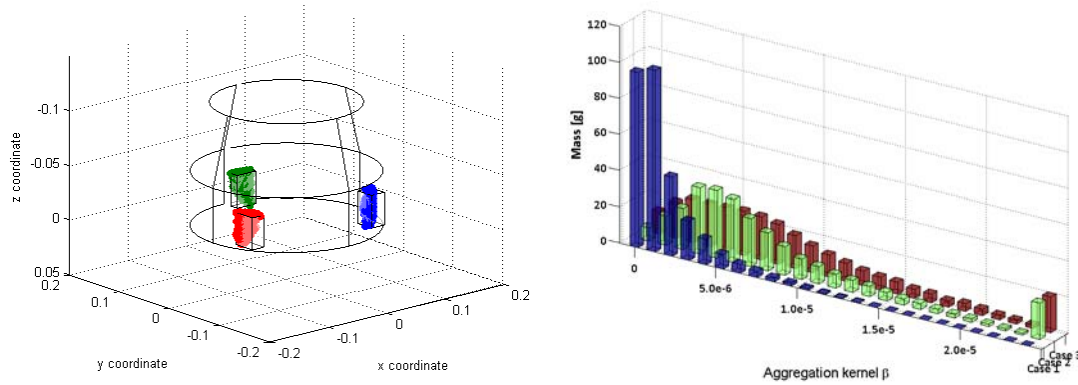 -0.1
-0.05
0
0.05
z coordinate
0.2
0.1
0
-0.1
-0.2
y coordinate
-0.2
-0.1
0
0.1
0.2
x coordinate
120
100
80
60
40
20
0
Mass [g]
0
5.0e-6
1.0e-5
1.5e-5
2.0e-5
Aggregation kernel β
Case 1
Case 2
Case 3